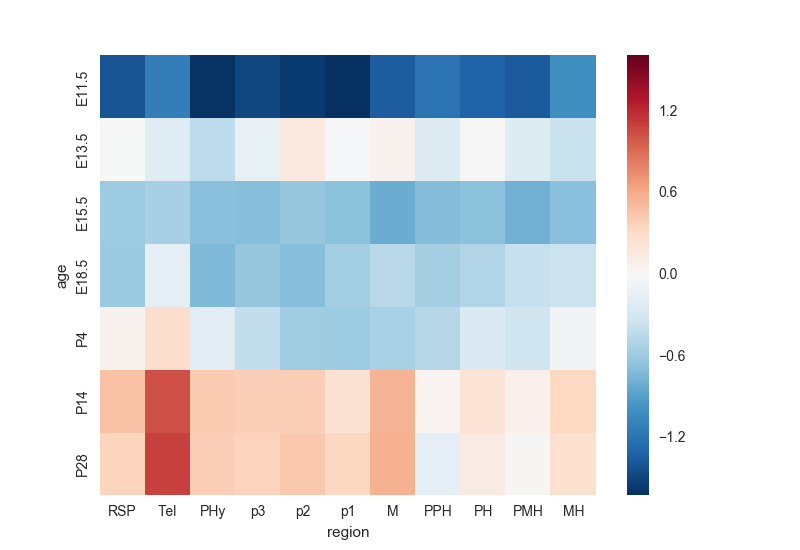 E11.5
E13.5
E15.5
E18.5
P4
P14
P28
age
RSP Tel PHy p3 p2 p1 M PPH PH PMH MH
region
1.2
0.6
0.0
−0.6
−1.2